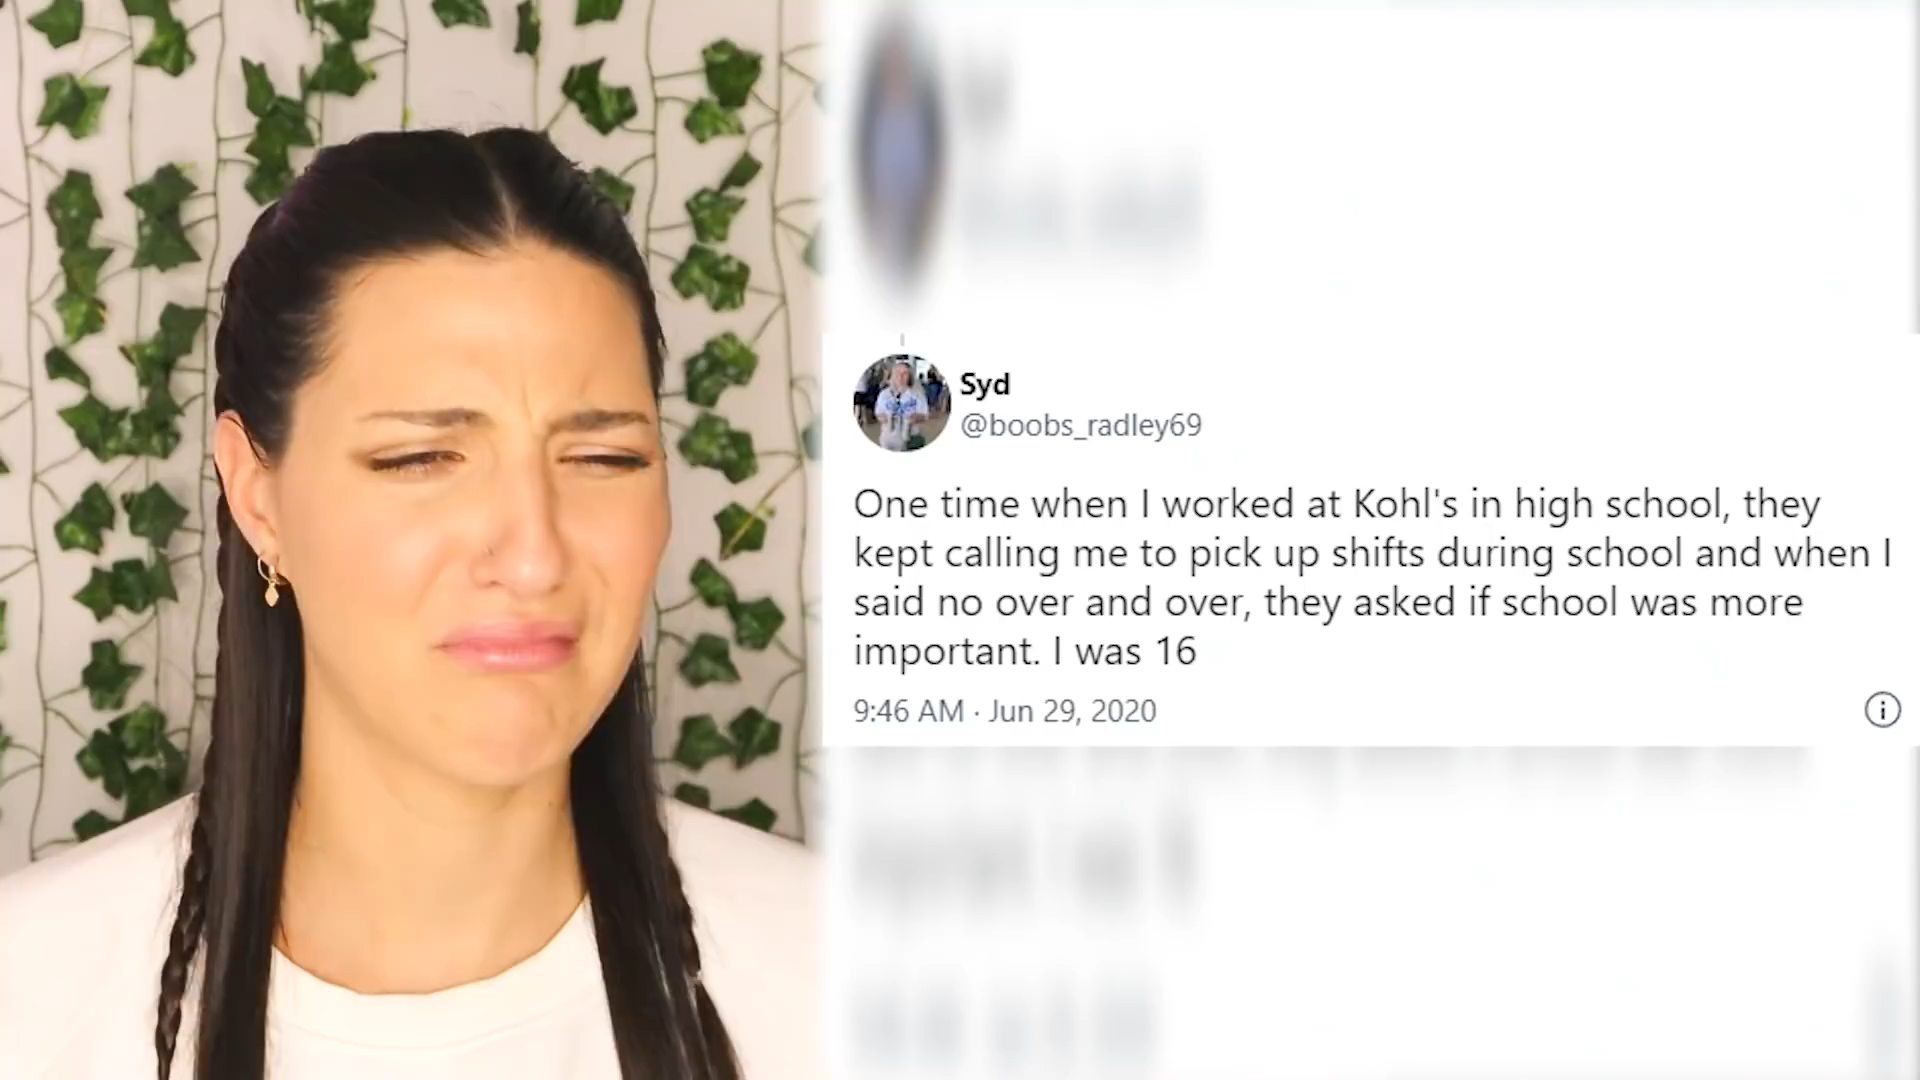 Syd
@boobs_radley69
One time when I worked at Kohl's in high school, they
kept calling me to pick up shifts during school and when I
said no over and over, they asked if school was more
important. I was 16
9:46 AM · Jun 29, 2020